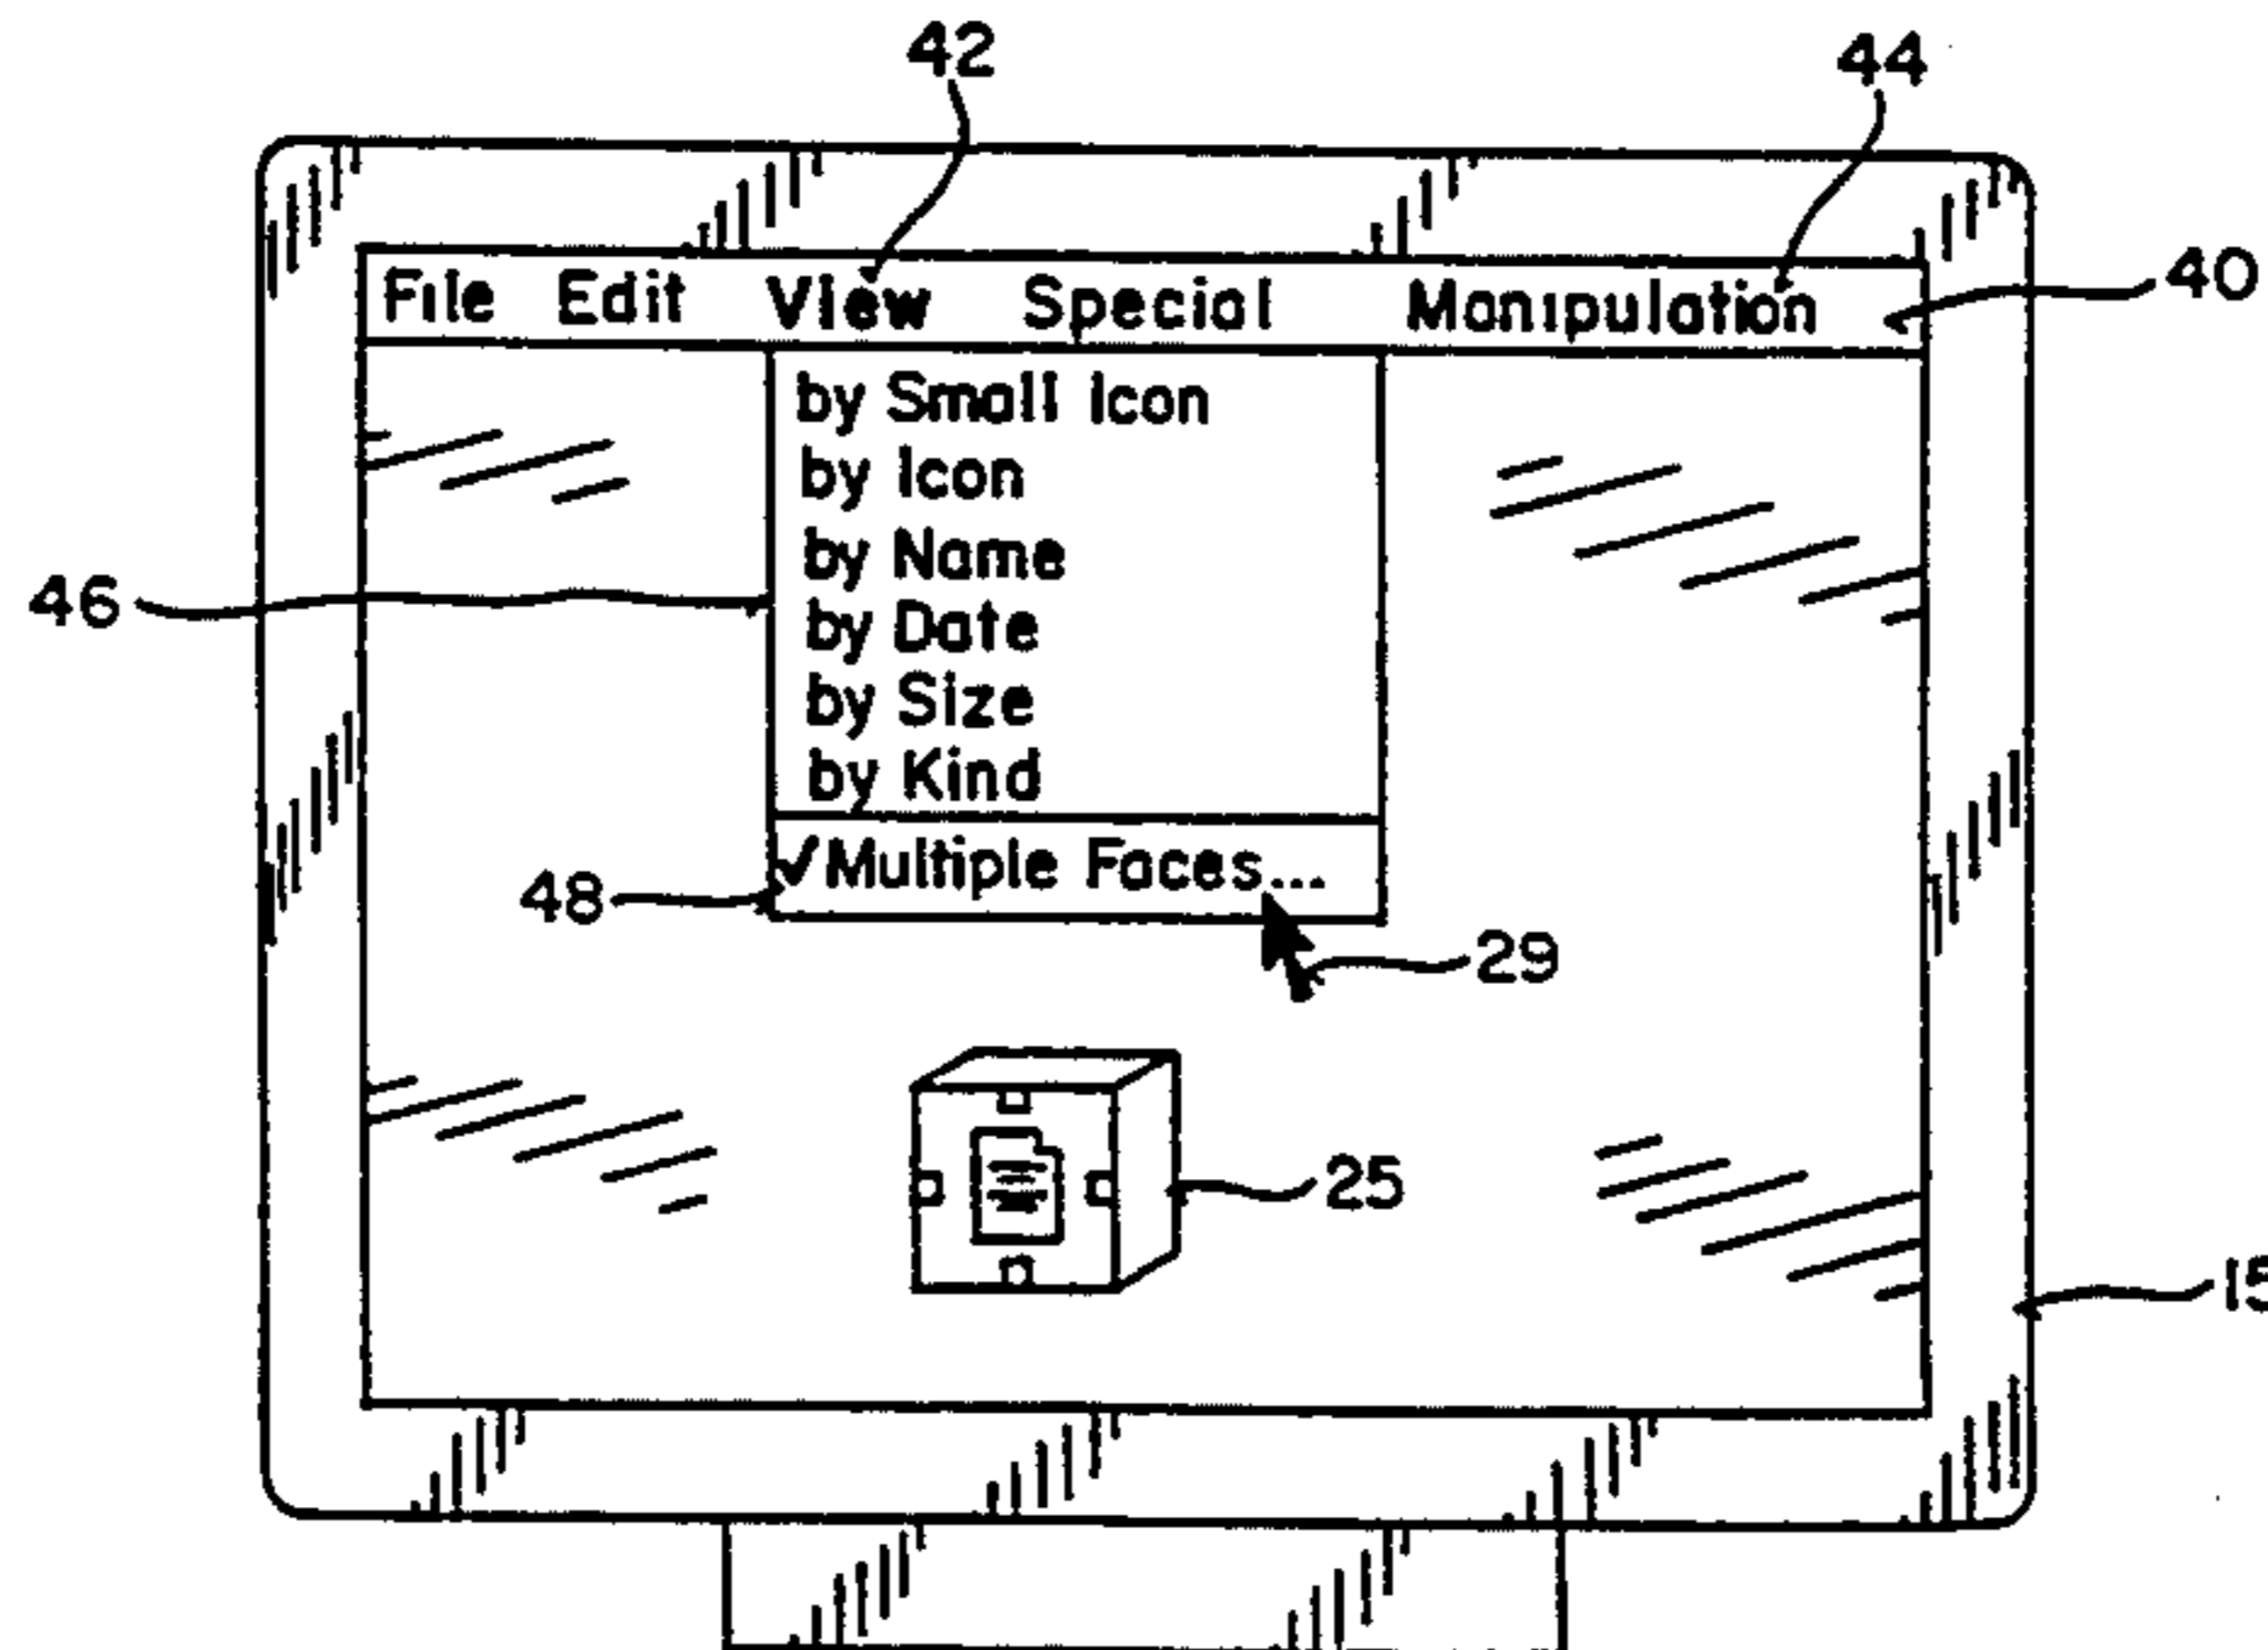 42
44
File Edit View Special Manipulation
40
by Small Icon
by Icon
by Name
46
by Date
by Size
by Kind
✓Multiple Faces...
48
29
25
15